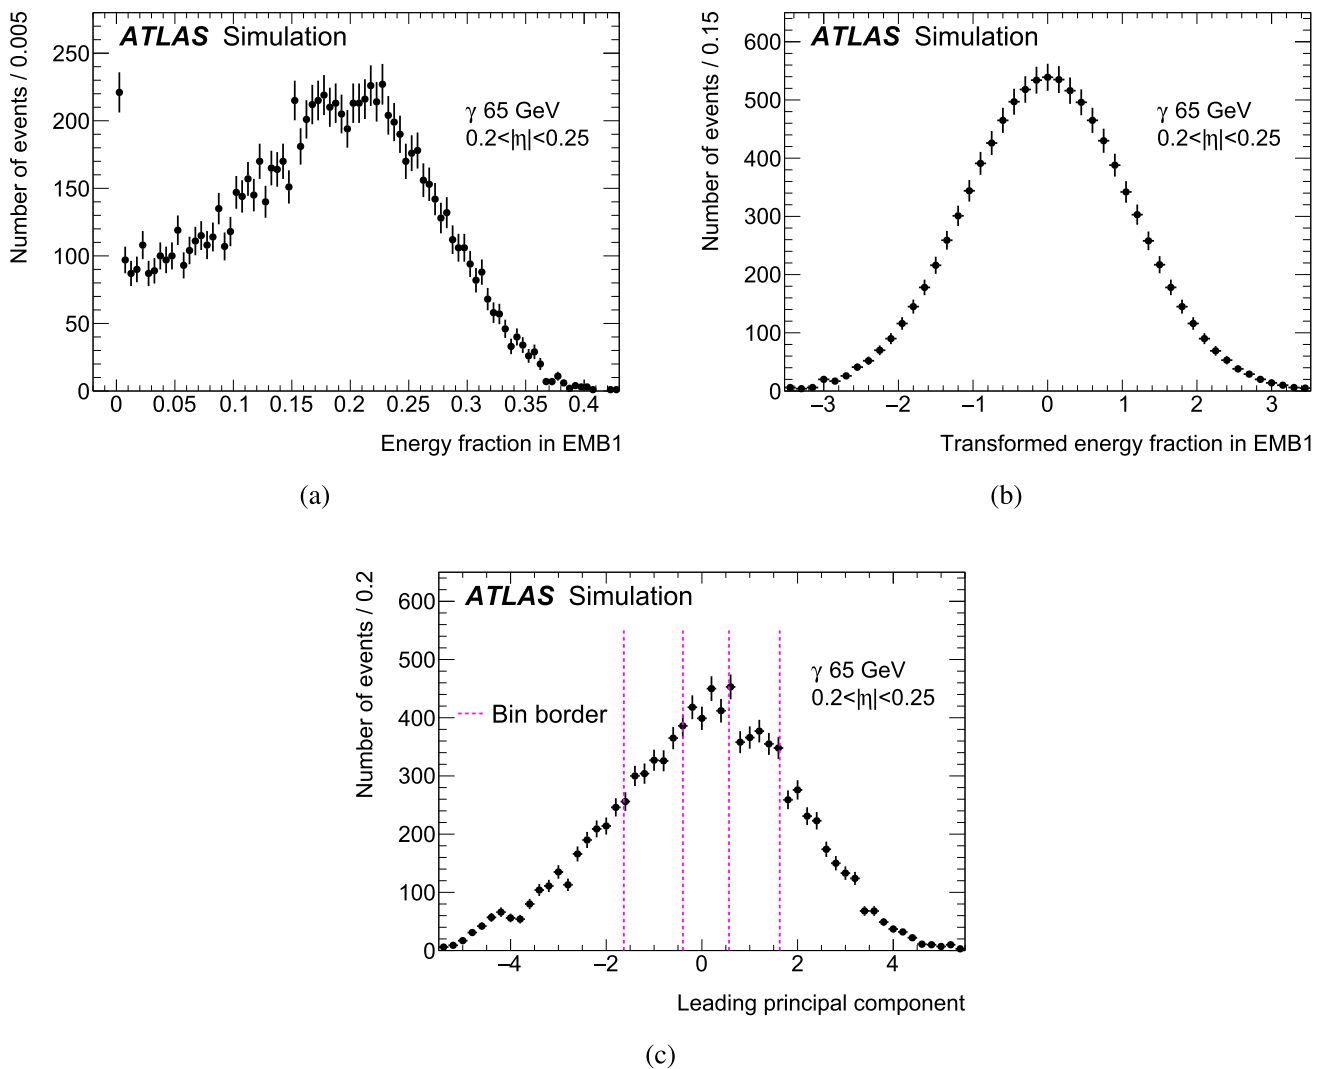 Number of events / 0.005
ATLAS Simulation
γ 65 GeV
0.2<|η|<0.25
250
200
150
100
50
0
0 0.05 0.1 0.15 0.2 0.25 0.3 0.35 0.4
Energy fraction in EMB1
(a)
Number of events / 0.15
ATLAS Simulation
γ 65 GeV
0.2<|η|<0.25
600
500
400
300
200
100
0
−3 −2 −1 0 1 2 3
Transformed energy fraction in EMB1
(b)
Number of events / 0.2
ATLAS Simulation
γ 65 GeV
0.2<|η|<0.25
Bin border
600
500
400
300
200
100
0
−4 −2 0 2 4
Leading principal component
(c)